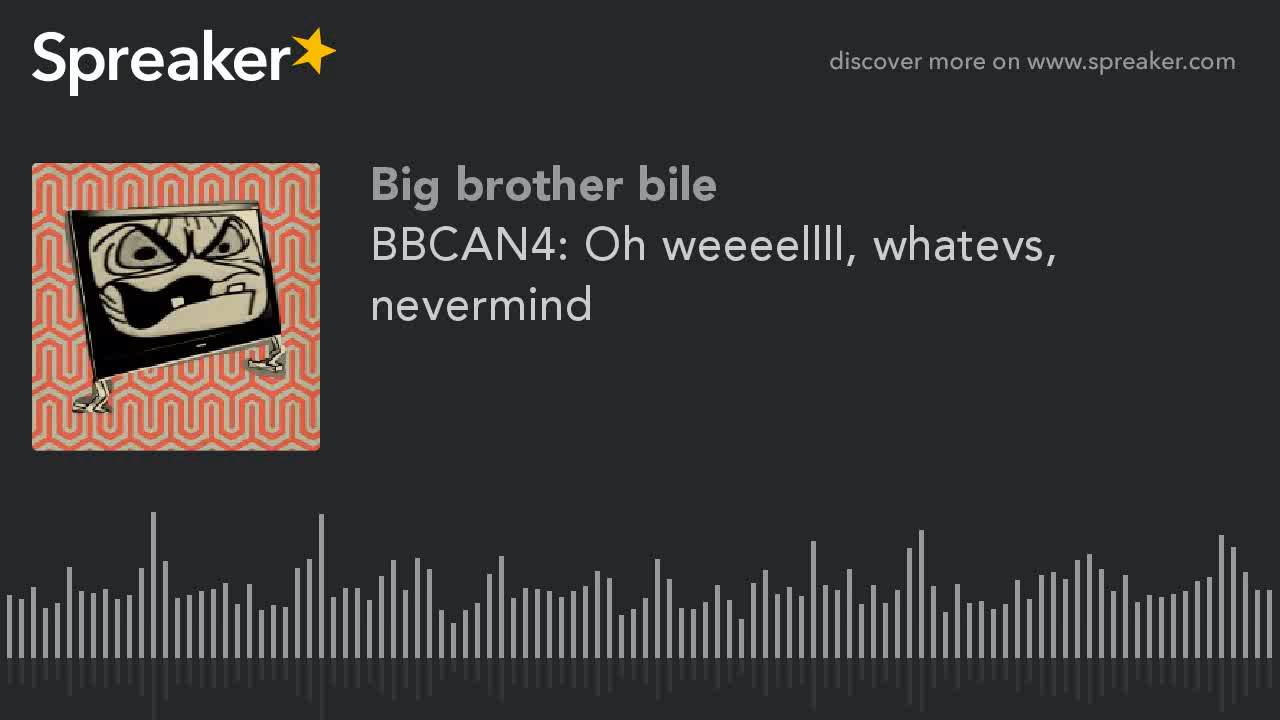 Spreaker
discover more on www.spreaker.com
Big brother bile
BBCAN4: Oh weeeellll, whatevs,
nevermind